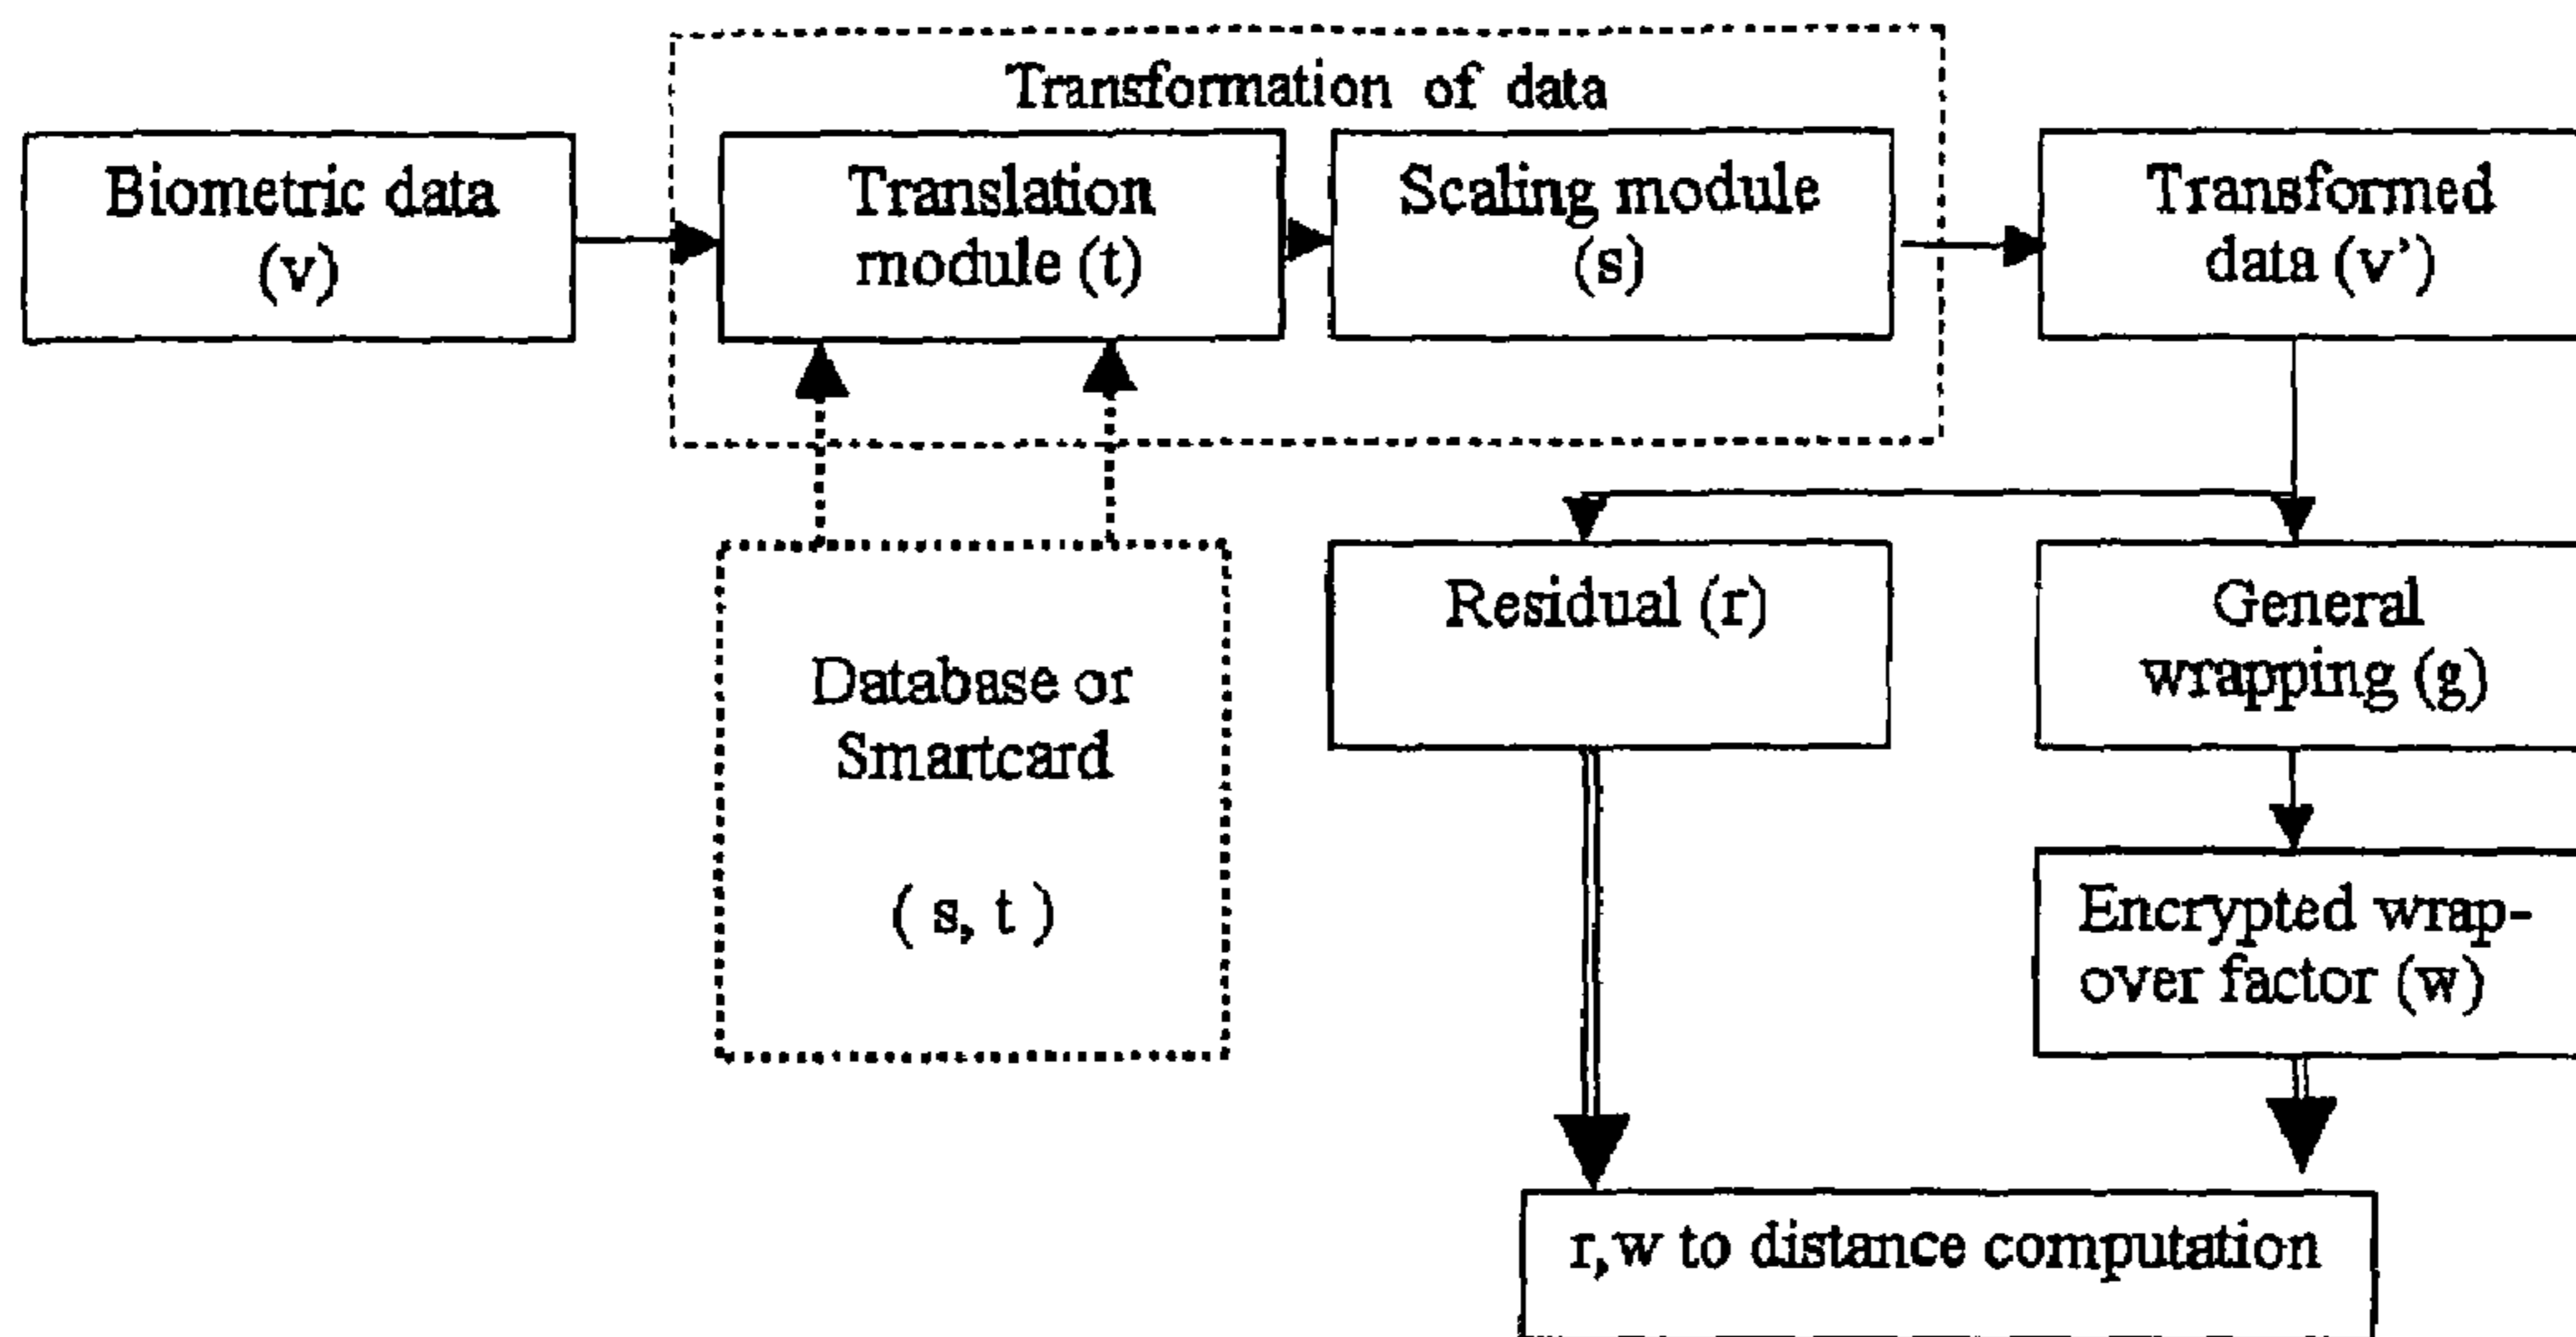 Transformation of data
Biometric data
(v)
Translation
module (t)
Scaling module
(s)
Transformed
data (v’)
Database or
Smartcard
( s, t )
Residual (r)
General
wrapping (g)
Encrypted wrap-
over factor (w)
r,w to distance computation